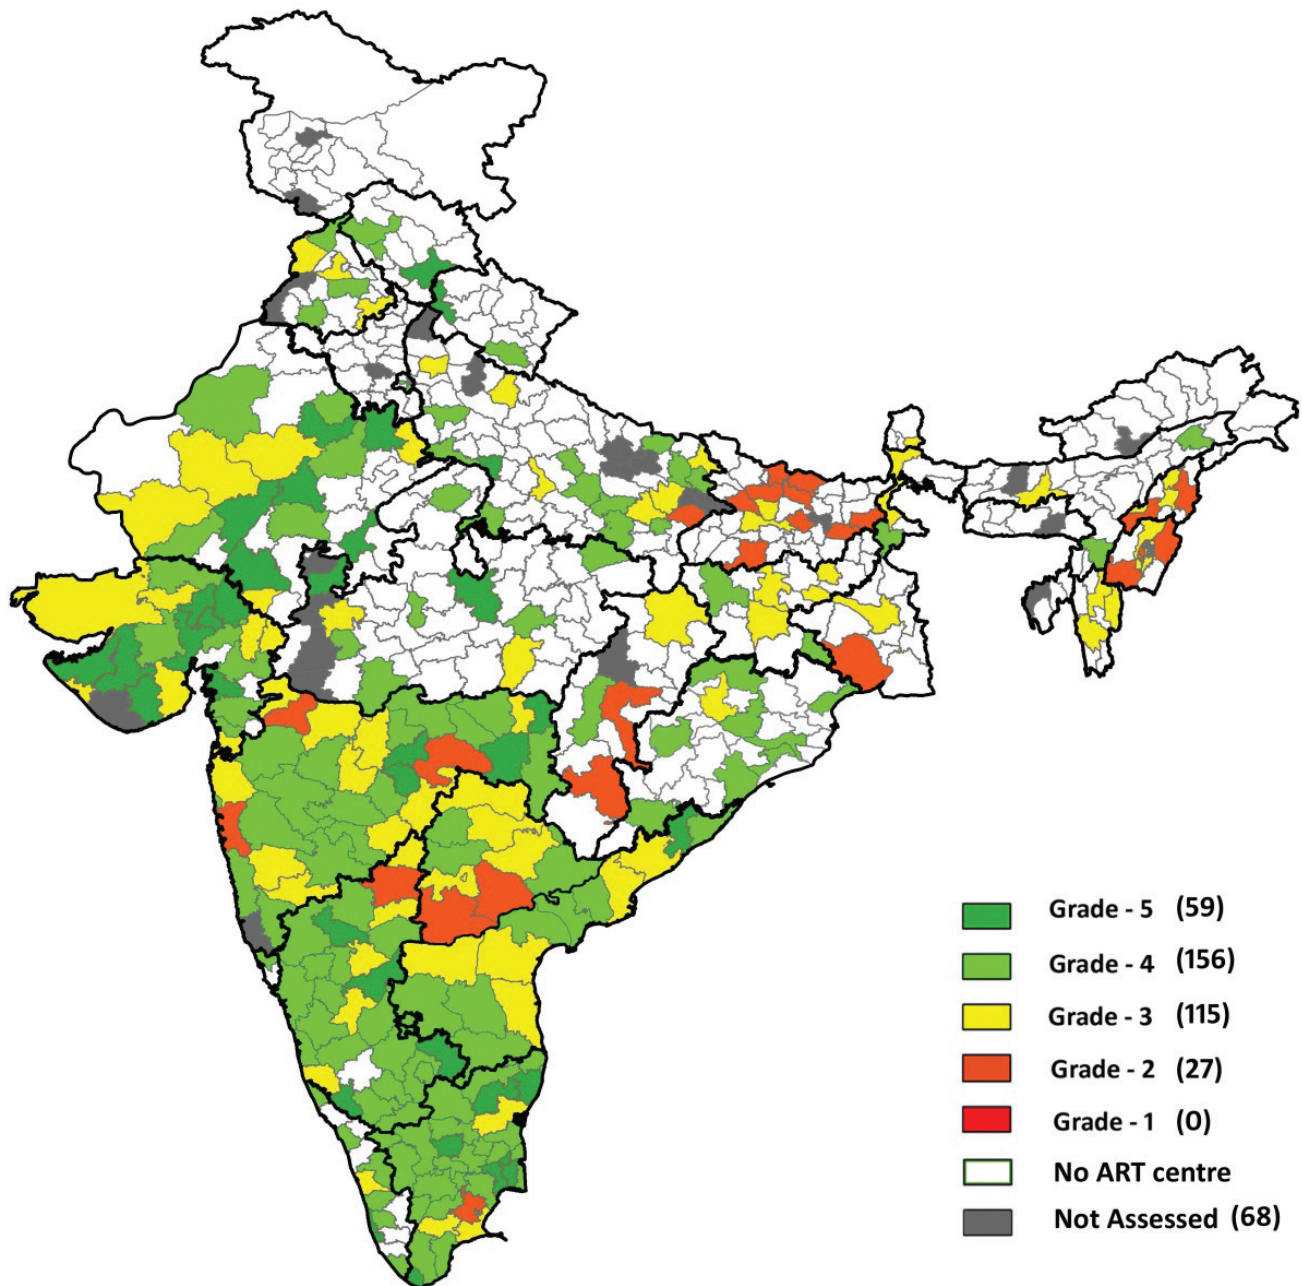 Grade - 5 (59)
Grade - 4 (156)
Grade - 3 (115)
Grade - 2 (27)
Grade - 1 (0)
No ART centre
Not Assessed (68)